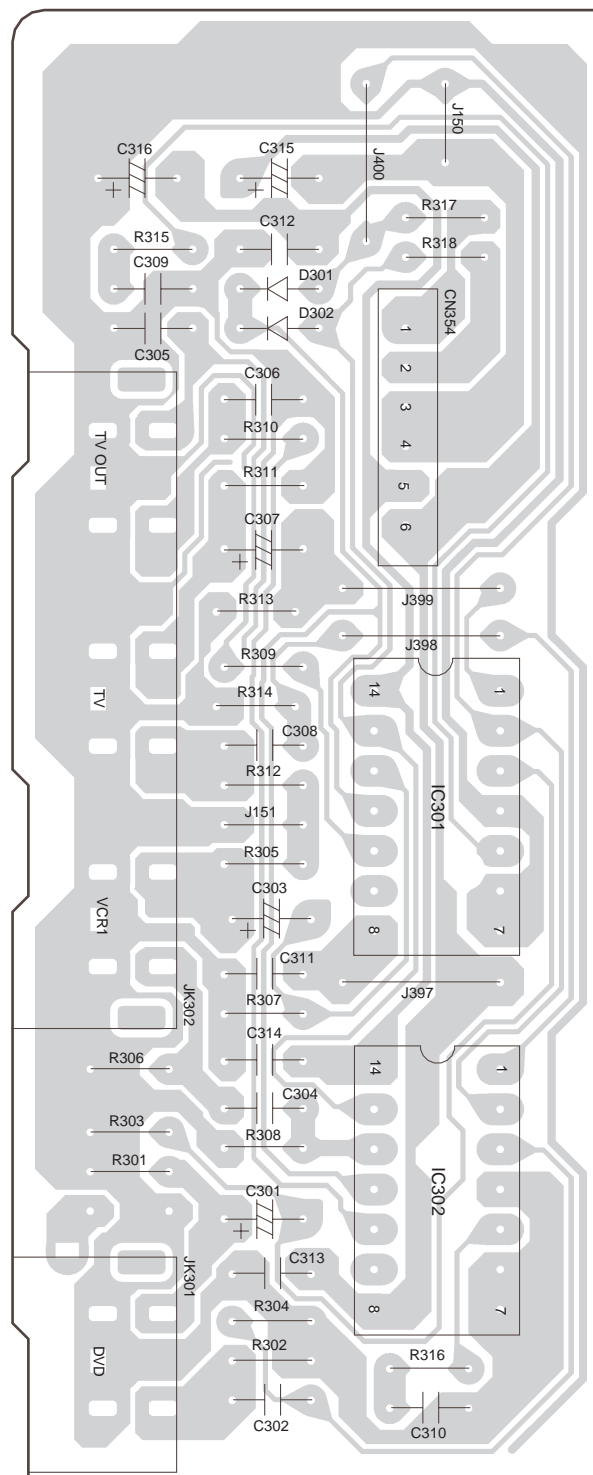 J150
C316
C315
J400
R317
C312
R315
R318
C309
D301
CN354
D302
1
C305
2
C306
3
TV OUT
R310
4
R311
5
C307
6
J399
R313
J398
R309
14
1
TV
R314
C308
IC301
R312
J151
R305
C303
VCR1
8
7
C311
J397
JK302
R307
C314
R306
14
1
C304
R303
R308
R301
IC302
C301
C313
JK301
R304
8
7
DVD
R302
R316
C302
C310